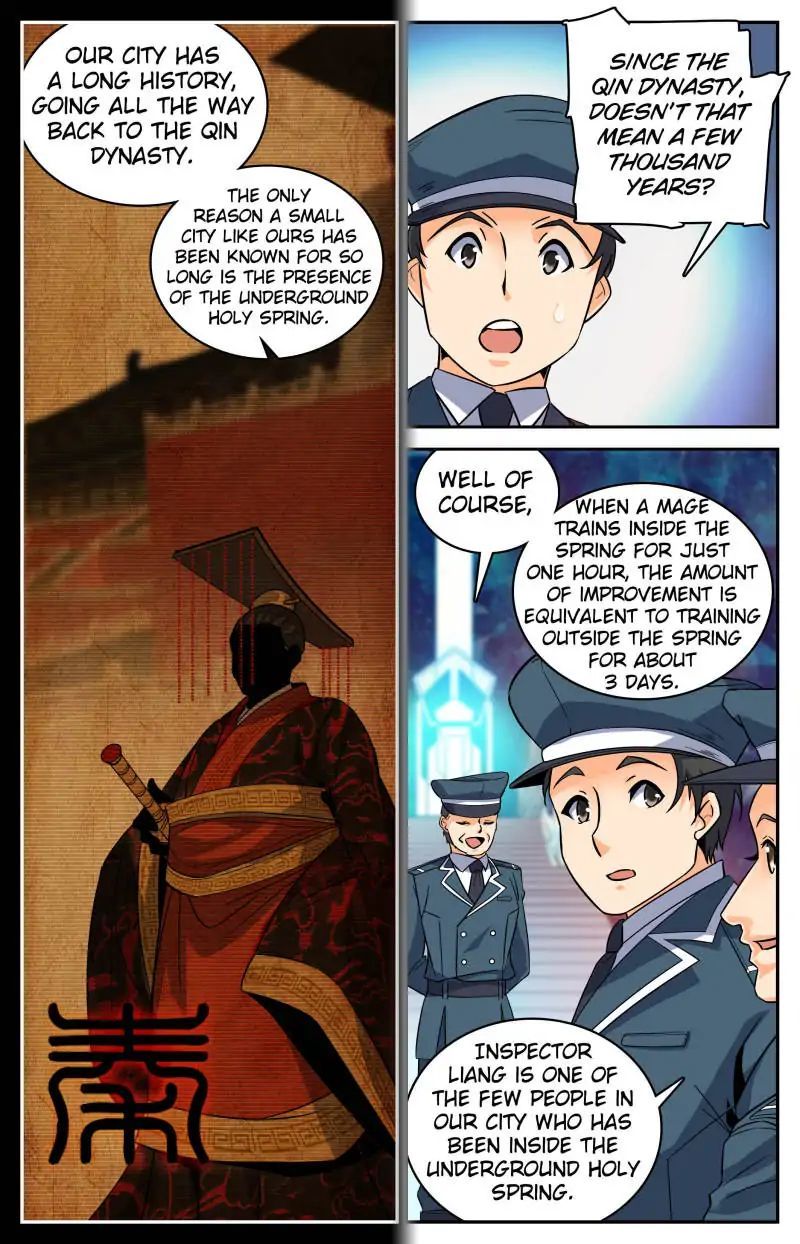 OUR CITY HAS
A LONG HISTORY,
GOING ALL THE WAY
BACK TO THE QIN
DYNASTY.
THE ONLY
REASON A SMALL
CITY LIKE OURS HAS
BEEN KNOWN FOR SO
LONG IS THE PRESENCE
OF THE UNDERGROUND
HOLY SPRING.
秦
SINCE THE
QIN DYNASTY,
DOESN'T THAT
MEAN A FEW
THOUSAND
YEARS?
WELL OF
COURSE,
WHEN A MAGE
TRAINS INSIDE THE
SPRING FOR JUST
ONE HOUR, THE AMOUNT
OF IMPROVEMENT IS
EQUIVALENT TO TRAINING
OUTSIDE THE SPRING
FOR ABOUT
3 DAYS.
INSPECTOR
LIANG IS ONE OF
THE FEW PEOPLE IN
OUR CITY WHO HAS
BEEN INSIDE THE
UNDERGROUND HOLY
SPRING.